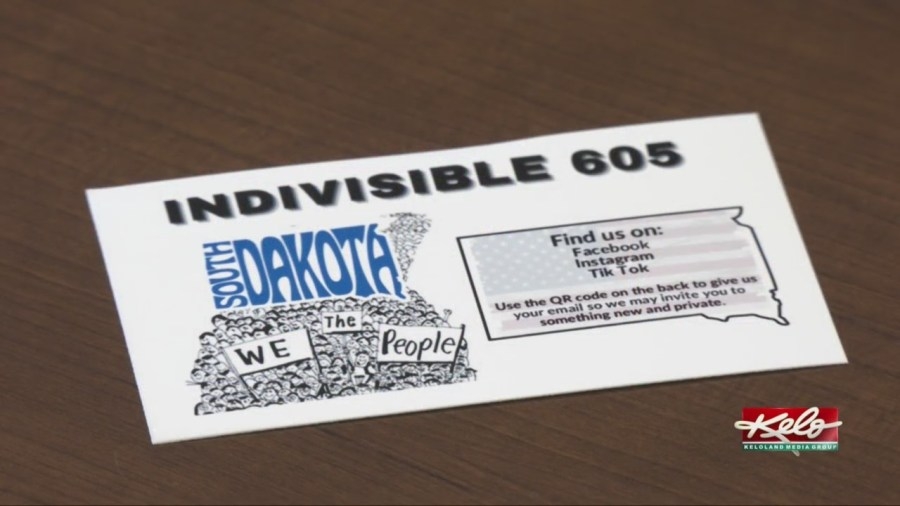 INDIVISIBLE 605
SOUTH
DAKOTA
WE
The
People
Find us on:
Facebook
Instagram
Tik Tok
Use the QR code on the back to give us
your email so we may invite you to
something new and private.
Kelo
KELOLAND MEDIA GROUP